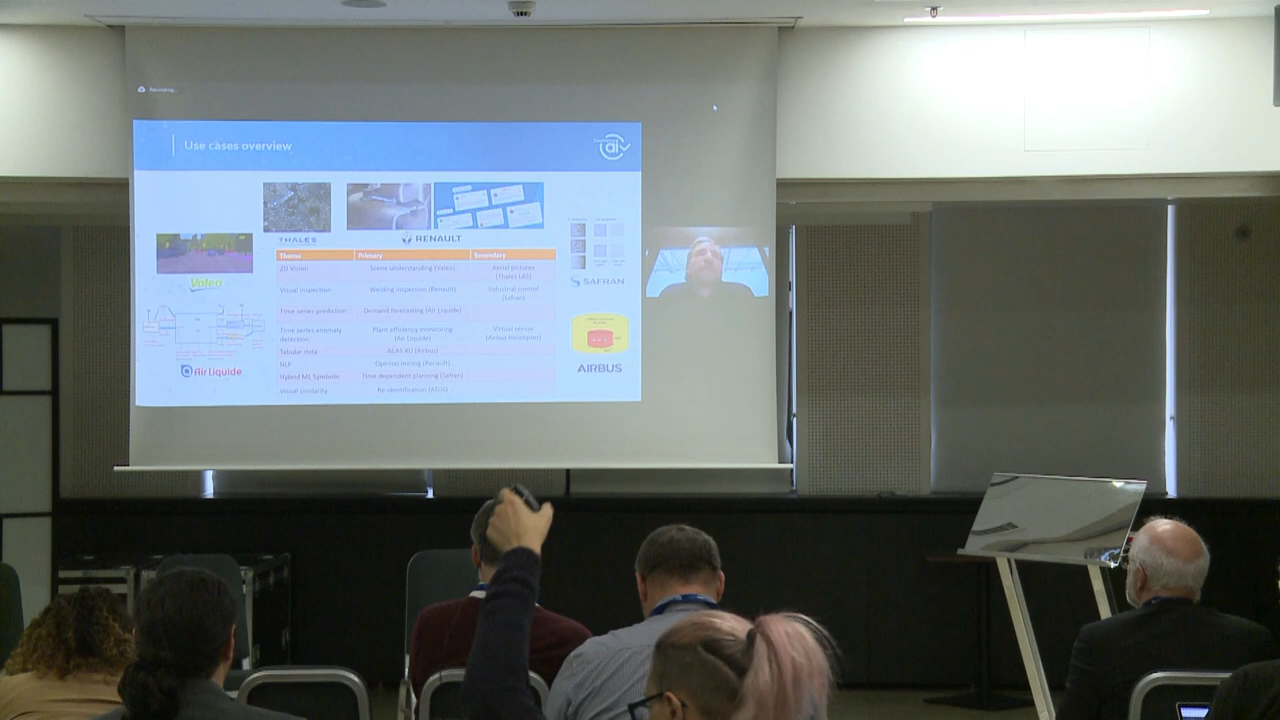 Recording...
Use cases overview
THALES
RENAULT
Valeo
Air Liquide
SAFRAN
AIRBUS
Theme Primary Secondary
2D Vision Scene understanding (Valeo) Aerial pictures (Thales LAS)
Visual inspection Welding inspection (Renault) Industrial control (Safran)
Time series prediction Demand forecasting (Air Liquide)
Time series anomaly detection Plant efficiency monitoring (Air Liquide) Virtual sensor (Airbus Helicopter)
Tabular data ACAS XU (Airbus)
NLP Opinion mining (Renault)
Hybrid ML Symbolic Time dependent planning (Safran)
Visual similarity Re-identification (ATOS)